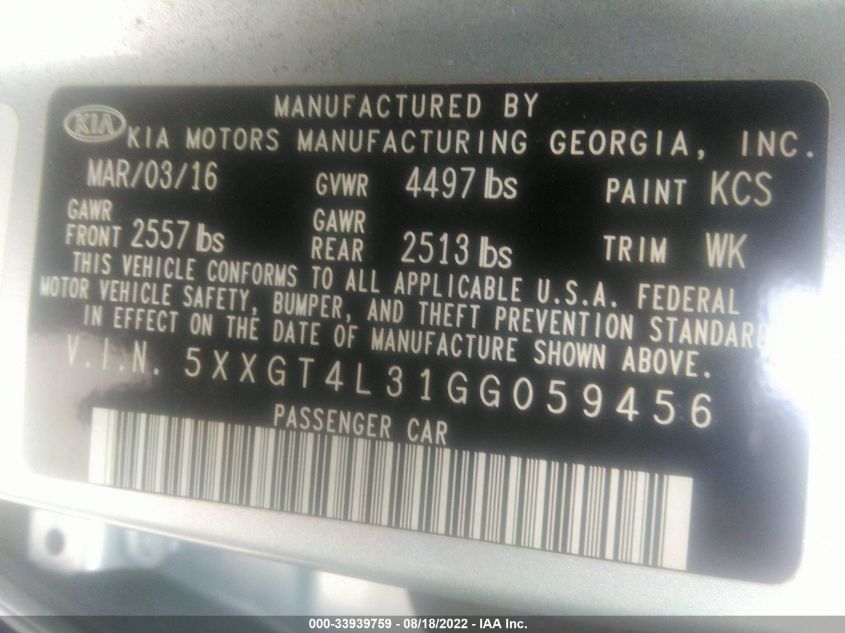 MANUFACTURED BY
KIA KIA MOTORS MANUFACTURING GEORGIA, INC.
MAR/03/16 GVWR 4497 lbs PAINT KCS
GAWR FRONT 2557 lbs GAWR REAR 2513 lbs TRIM WK
THIS VEHICLE CONFORMS TO ALL APPLICABLE U.S.A. FEDERAL
MOTOR VEHICLE SAFETY, BUMPER, AND THEFT PREVENTION STANDARD
IN EFFECT ON THE DATE OF MANUFACTURE SHOWN ABOVE.
V.I.N. 5XXGT4L31GG059456
PASSENGER CAR
000-33939759 - 08/18/2022 - IAA Inc.